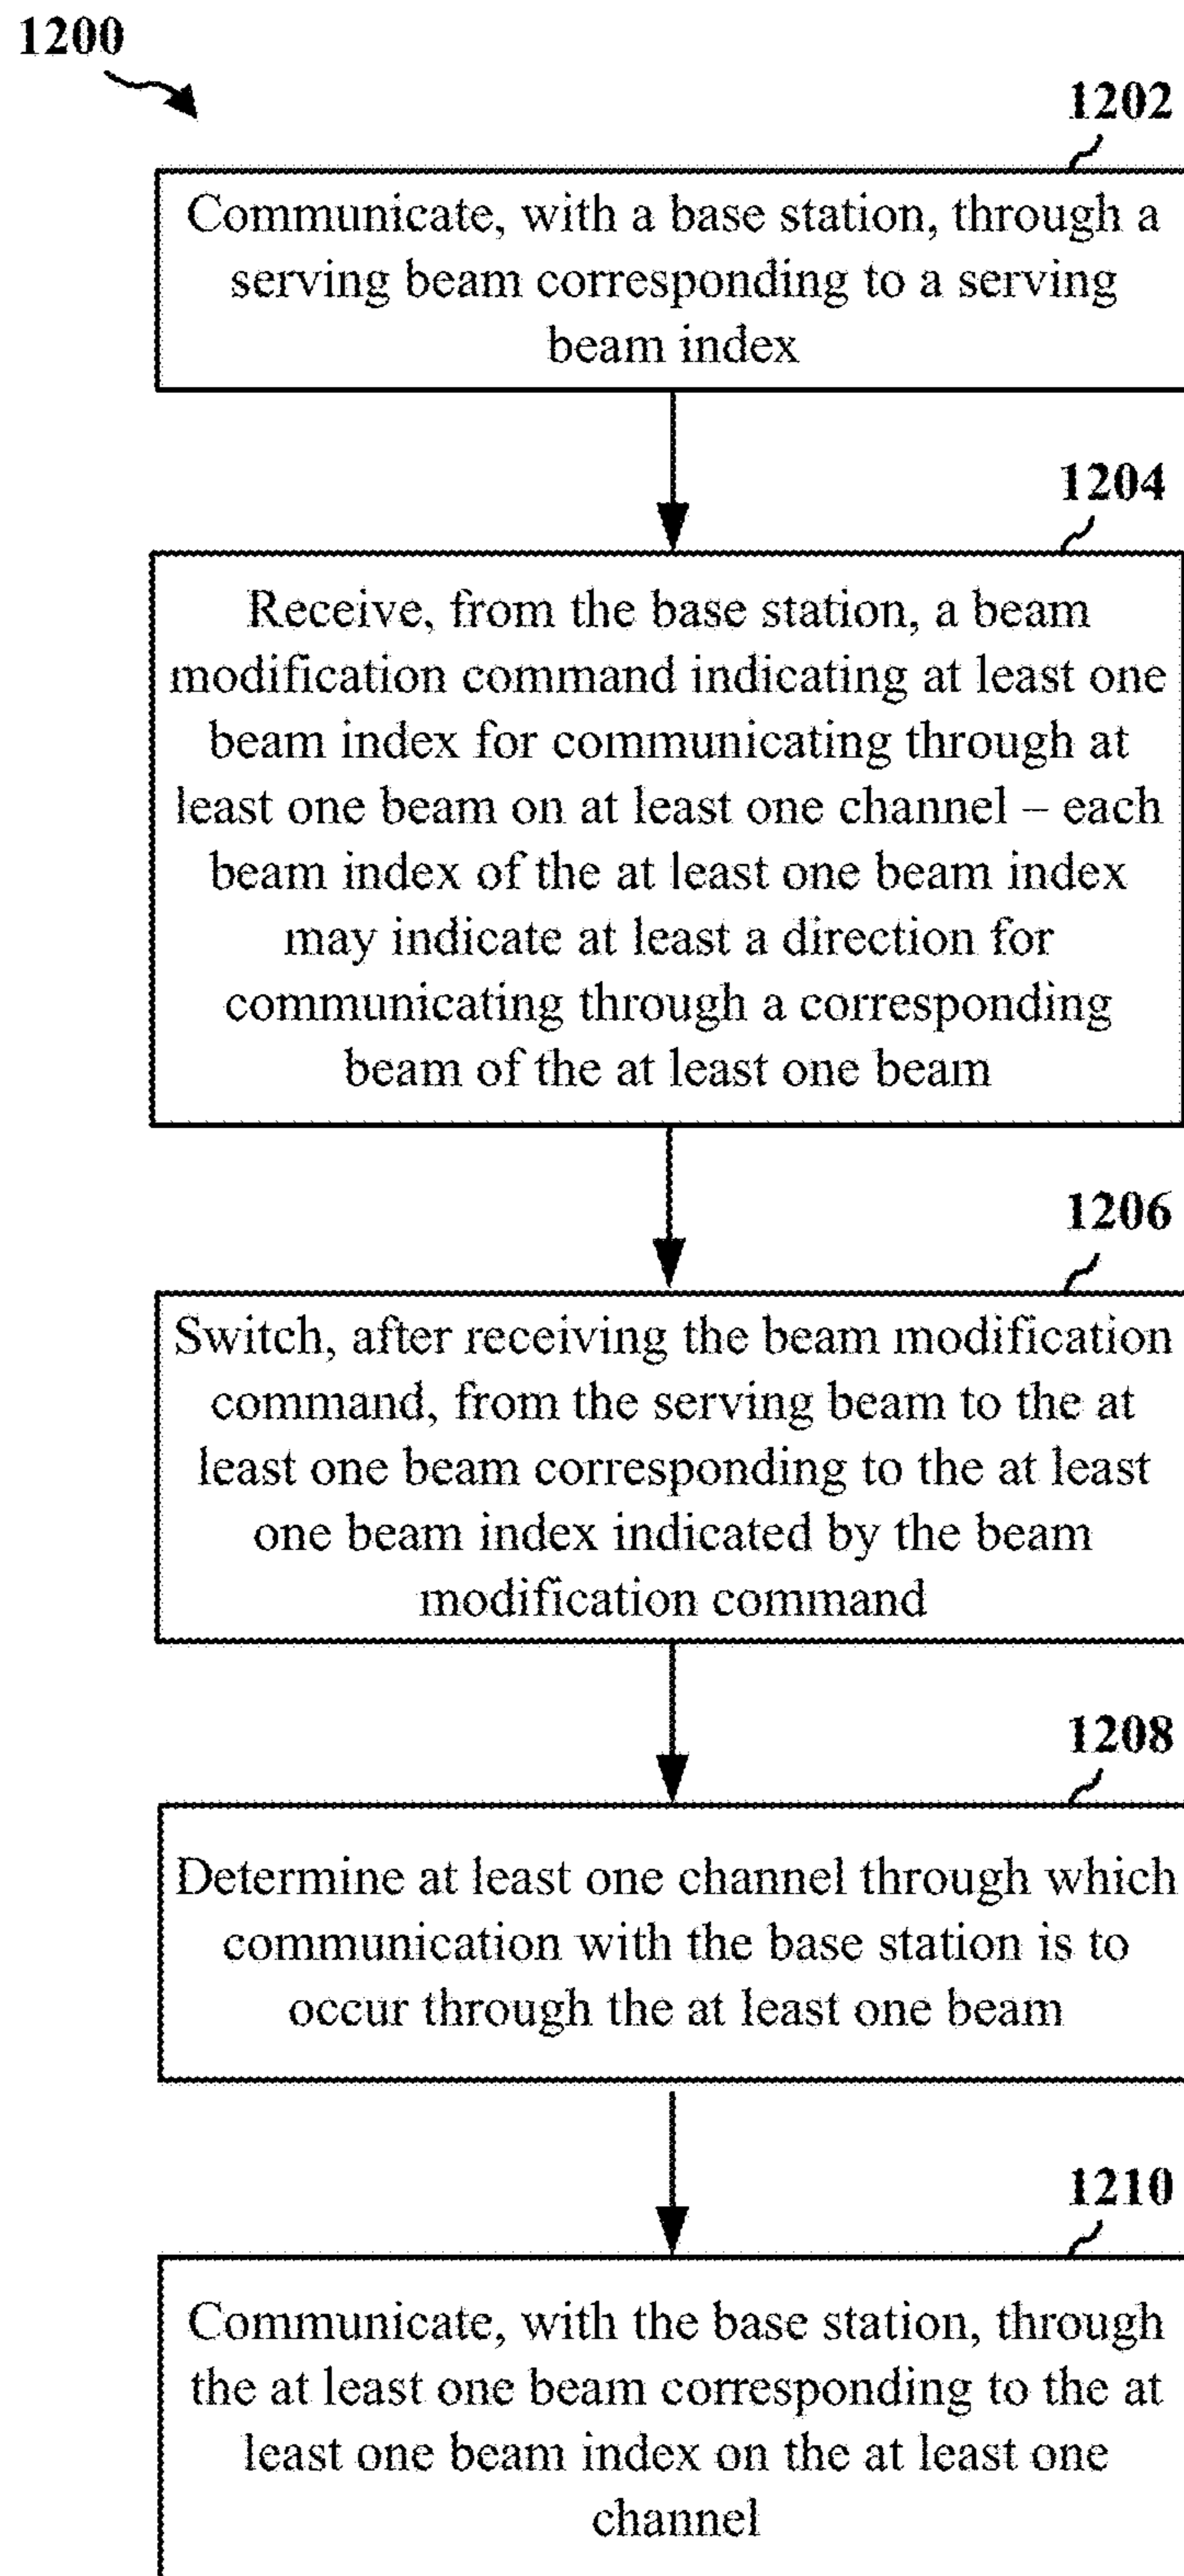 1200
1202
Communicate, with a base station, through a
serving beam corresponding to a serving
beam index
1204
Receive, from the base station, a beam
modification command indicating at least one
beam index for communicating through at
least one beam on at least one channel – each
beam index of the at least one beam index
may indicate at least a direction for
communicating through a corresponding
beam of the at least one beam
1206
Switch, after receiving the beam modification
command, from the serving beam to the at
least one beam corresponding to the at least
one beam index indicated by the beam
modification command
1208
Determine at least one channel through which
communication with the base station is to
occur through the at least one beam
1210
Communicate, with the base station, through
the at least one beam corresponding to the at
least one beam index on the at least one
channel